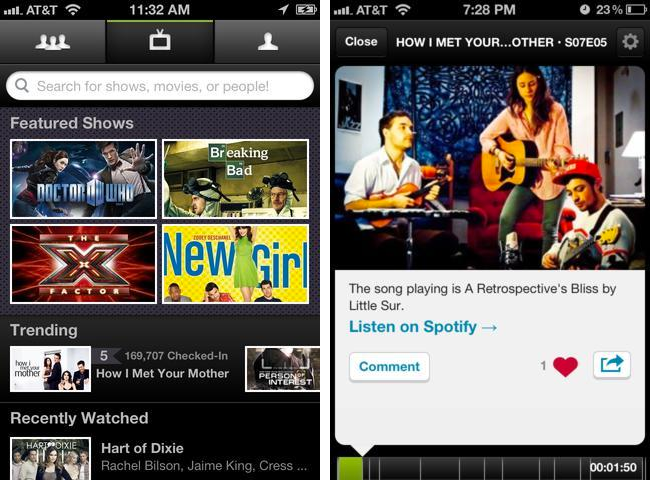 AT&T 11:32 AM
Search for shows, movies, or people!
Featured Shows
DOCTOR WHO
Breaking
Bad
THE
X
FACTOR
ZOOEY DESCHANEL
New Girl
Trending
how i
met your
mother
5 169,707 Checked-In
How I Met Your Mother
PERSON OF
INTEREST
Recently Watched
HART OF DIXIE
Hart of Dixie
Rachel Bilson, Jaime King, Cress ...
AT&T 7:28 PM 23%
Close HOW I MET YOUR...OTHER • S07E05
The song playing is A Retrospective's Bliss by
Little Sur.
Listen on Spotify →
Comment 1
00:01:50